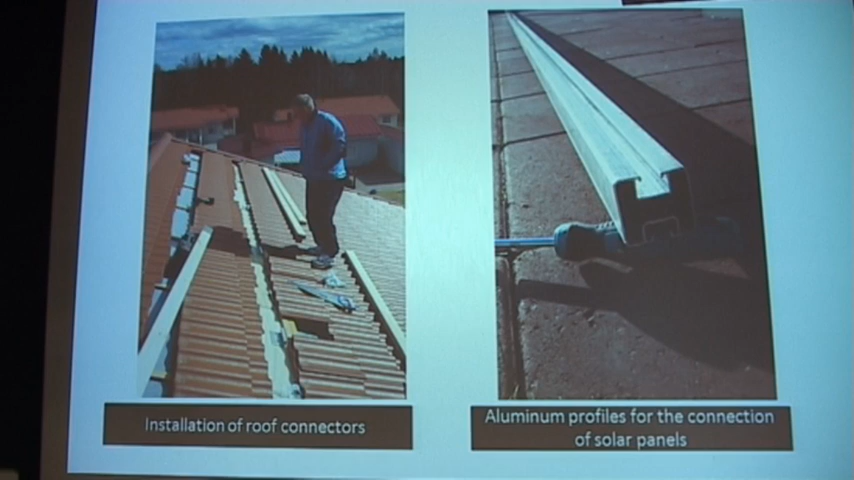 Installation of roof connectors
Aluminum profiles for the connection
of solar panels